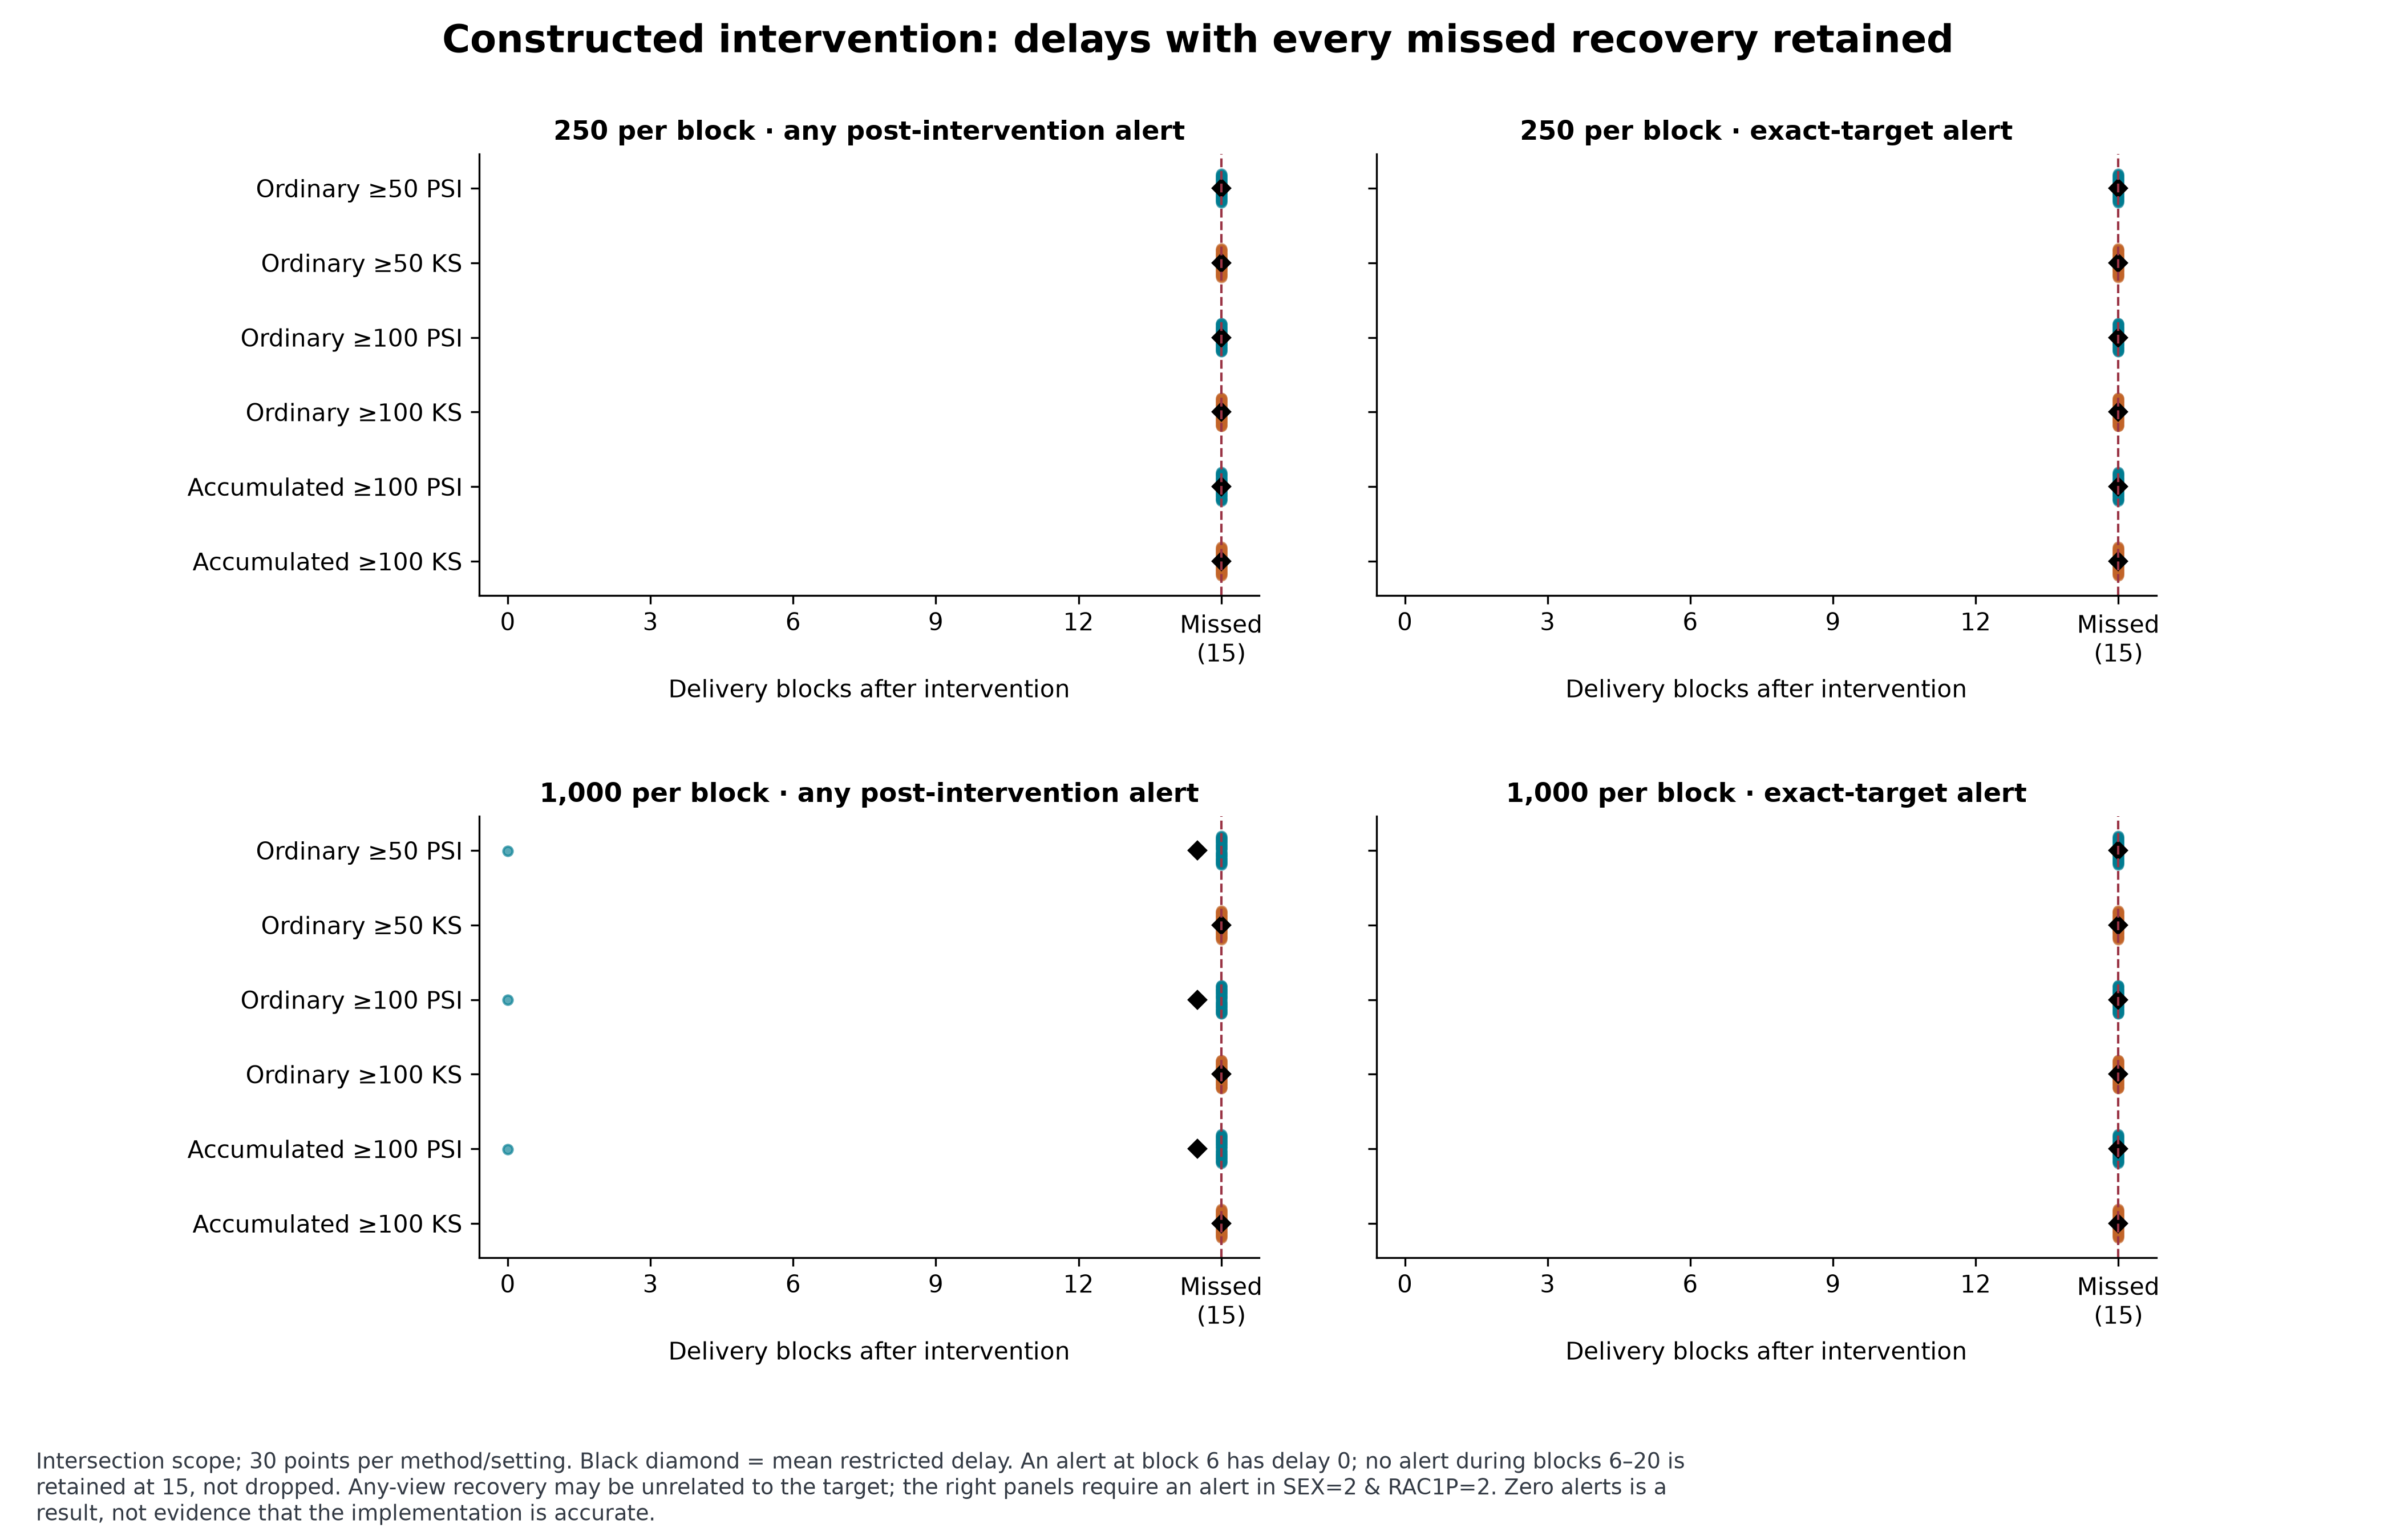 Constructed intervention: delays with every missed recovery retained
250 per block · any post-intervention alert
Ordinary ≥50 PSI
Ordinary ≥50 KS
Ordinary ≥100 PSI
Ordinary ≥100 KS
Accumulated ≥100 PSI
Accumulated ≥100 KS
0 3 6 9 12 Missed
(15)
Delivery blocks after intervention
250 per block · exact-target alert
0 3 6 9 12 Missed
(15)
Delivery blocks after intervention
1,000 per block · any post-intervention alert
Ordinary ≥50 PSI
Ordinary ≥50 KS
Ordinary ≥100 PSI
Ordinary ≥100 KS
Accumulated ≥100 PSI
Accumulated ≥100 KS
0 3 6 9 12 Missed
(15)
Delivery blocks after intervention
1,000 per block · exact-target alert
0 3 6 9 12 Missed
(15)
Delivery blocks after intervention
Intersection scope; 30 points per method/setting. Black diamond = mean restricted delay. An alert at block 6 has delay 0; no alert during blocks 6–20 is
retained at 15, not dropped. Any-view recovery may be unrelated to the target; the right panels require an alert in SEX=2 & RAC1P=2. Zero alerts is a
result, not evidence that the implementation is accurate.